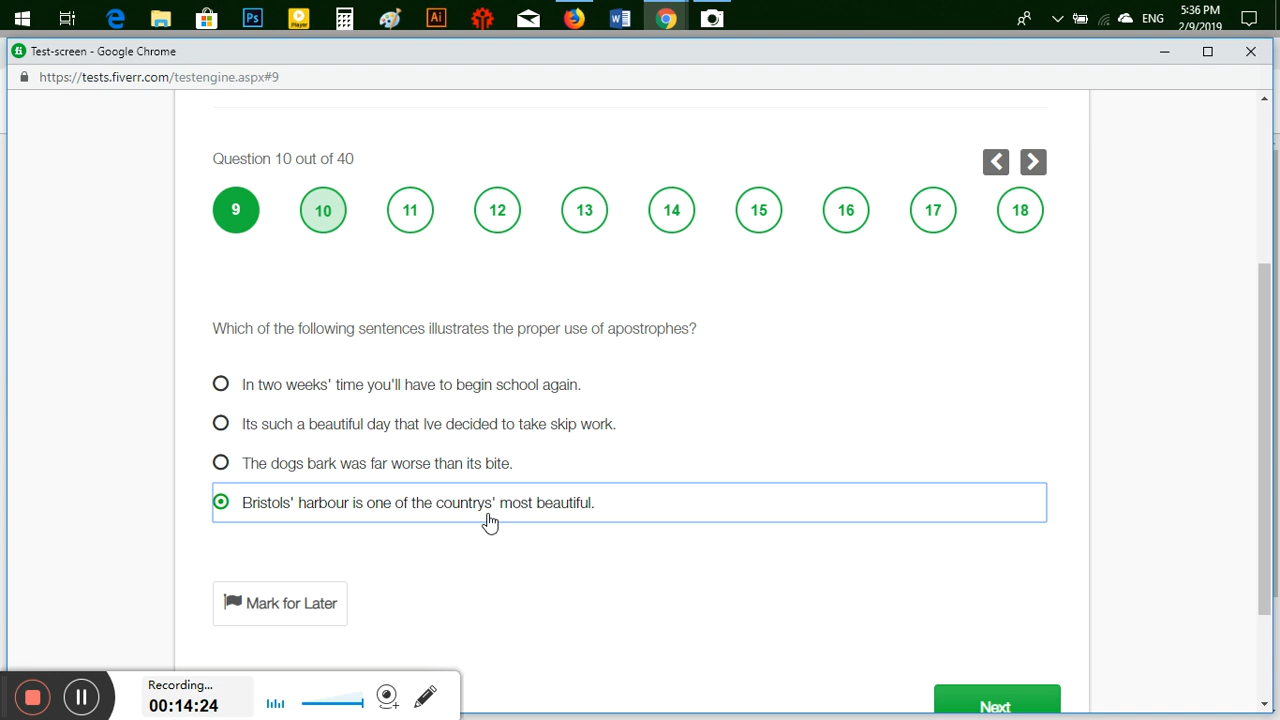 Ps
Player
Ai
ENG
5:36 PM
2/9/2019
Test-screen - Google Chrome
https://tests.fiverr.com/testengine.aspx#9
Question 10 out of 40
9 10 11 12 13 14 15 16 17 18
Which of the following sentences illustrates the proper use of apostrophes?
In two weeks' time you'll have to begin school again.
Its such a beautiful day that Ive decided to take skip work.
The dogs bark was far worse than its bite.
Bristols' harbour is one of the countrys' most beautiful.
Mark for Later
Next
Recording...
00:14:24